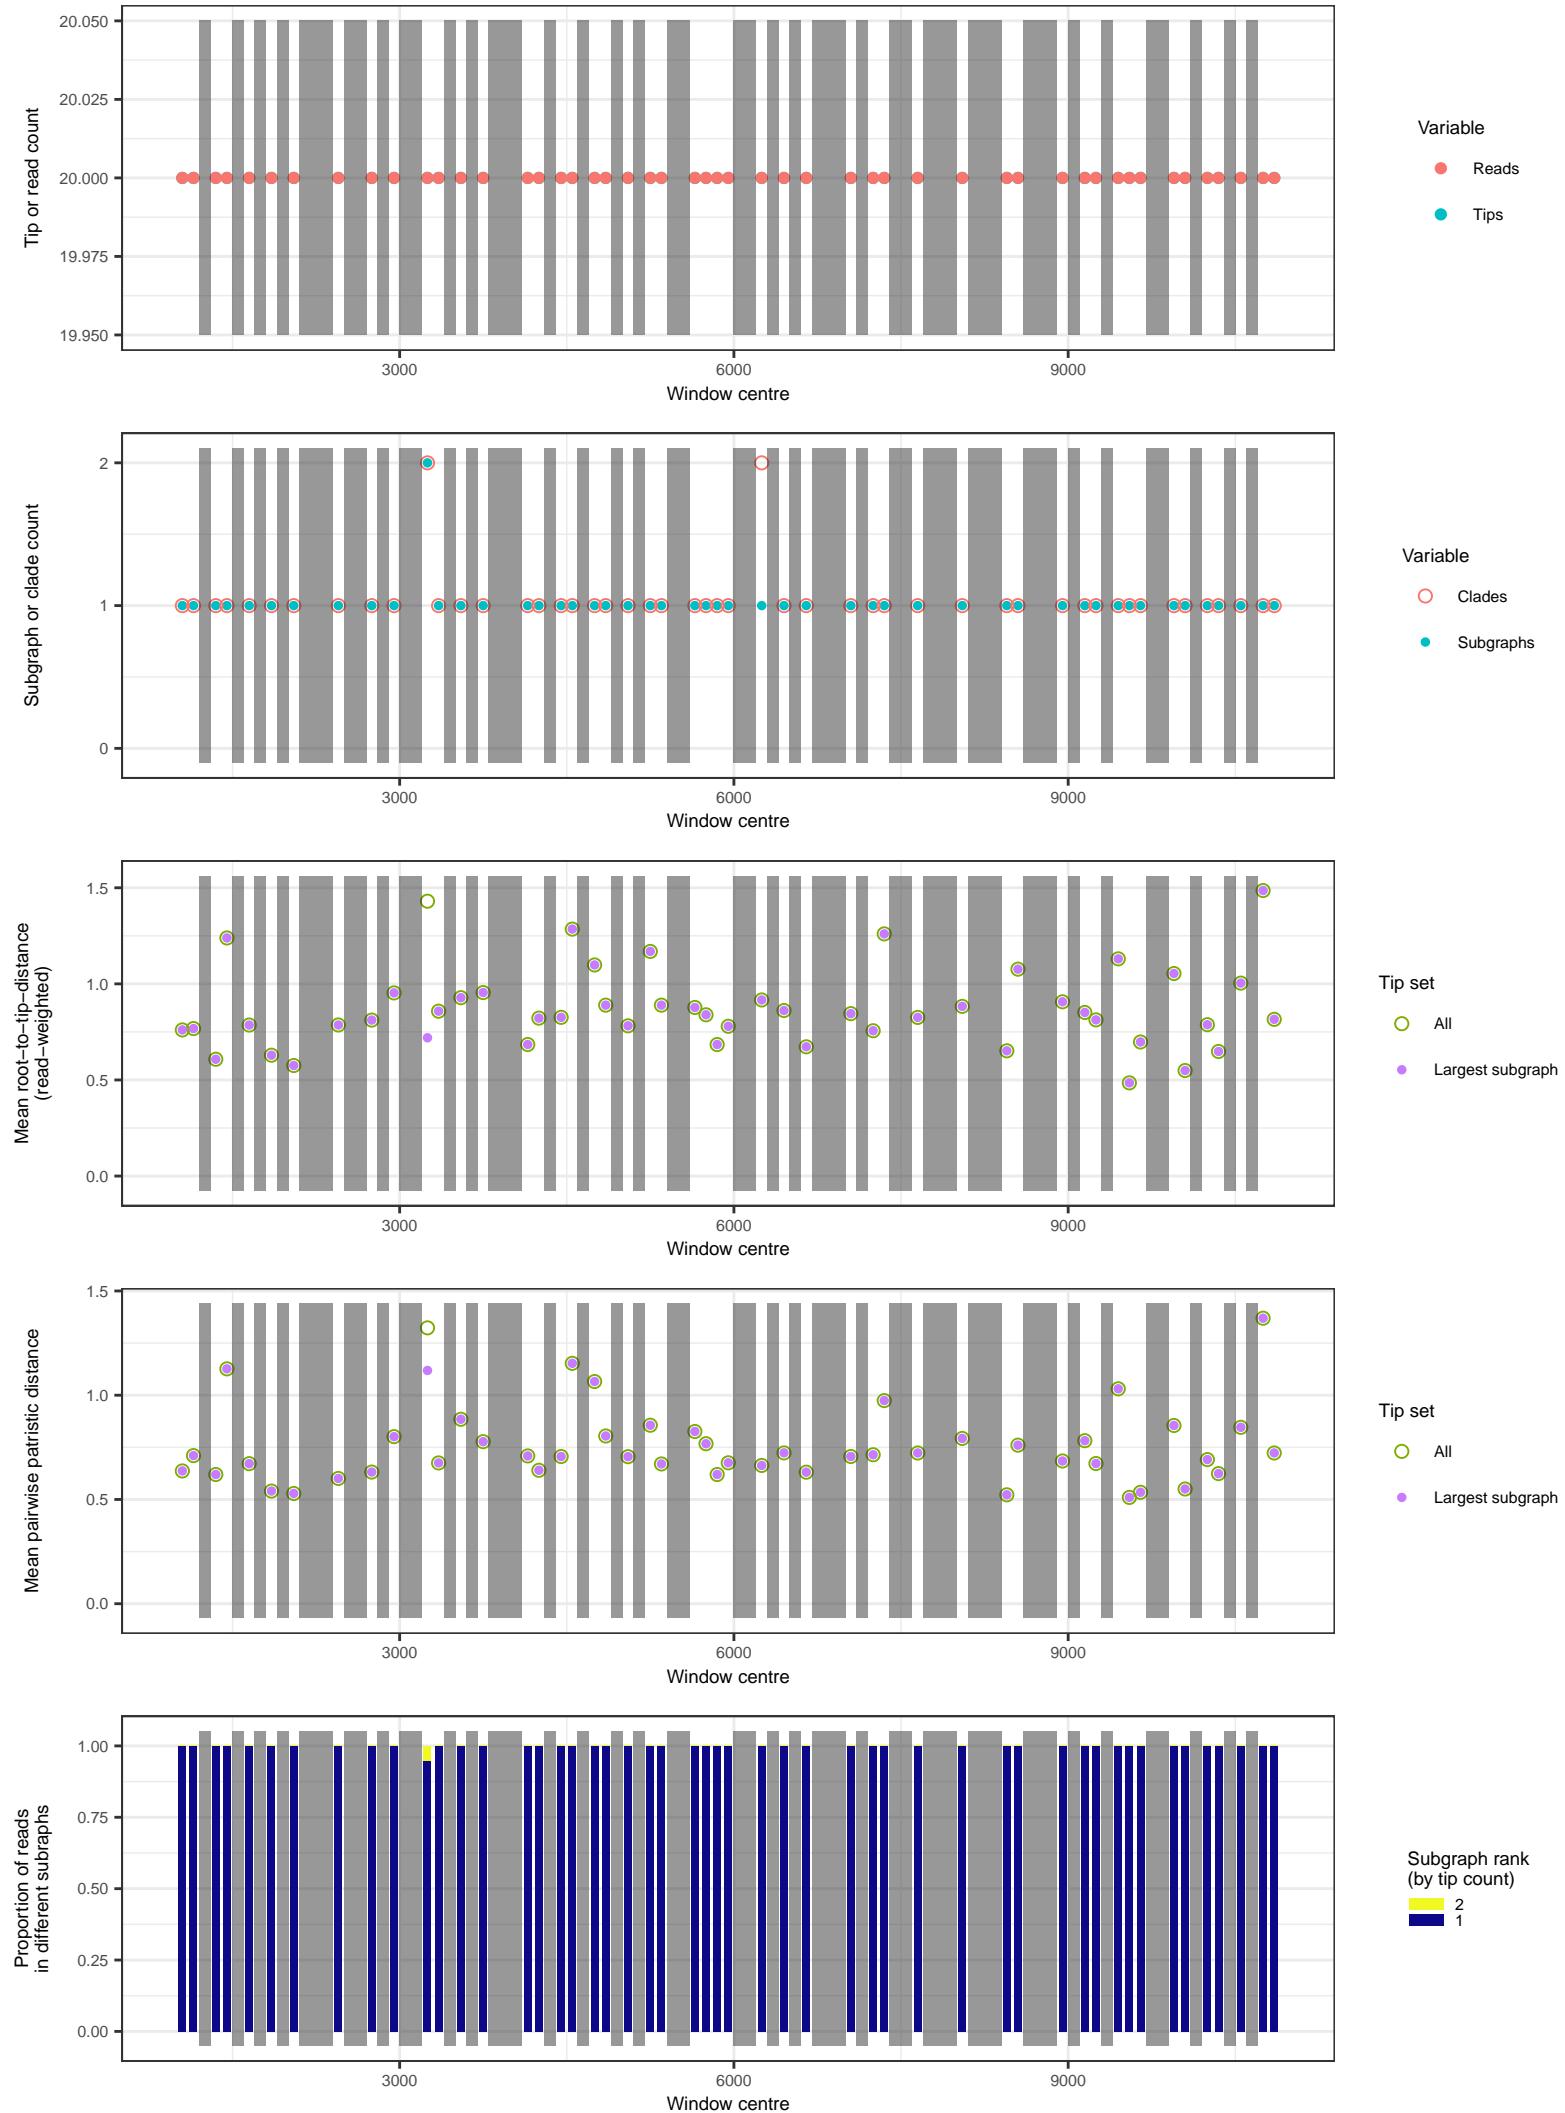 20.050
20.025
20.000
19.975
19.950
Tip or read count
3000 6000 9000
Window centre
Variable
Reads
Tips
2
1
0
Subgraph or clade count
3000 6000 9000
Window centre
Variable
Clades
Subgraphs
1.5
1.0
0.5
0.0
Mean root−to−tip−distance
(read−weighted)
3000 6000 9000
Window centre
Tip set
All
Largest subgraph
1.5
1.0
0.5
0.0
Mean pairwise patristic distance
3000 6000 9000
Window centre
Tip set
All
Largest subgraph
1.00
0.75
0.50
0.25
0.00
Proportion of reads
in different subraphs
3000 6000 9000
Window centre
Subgraph rank
(by tip count)
2
1